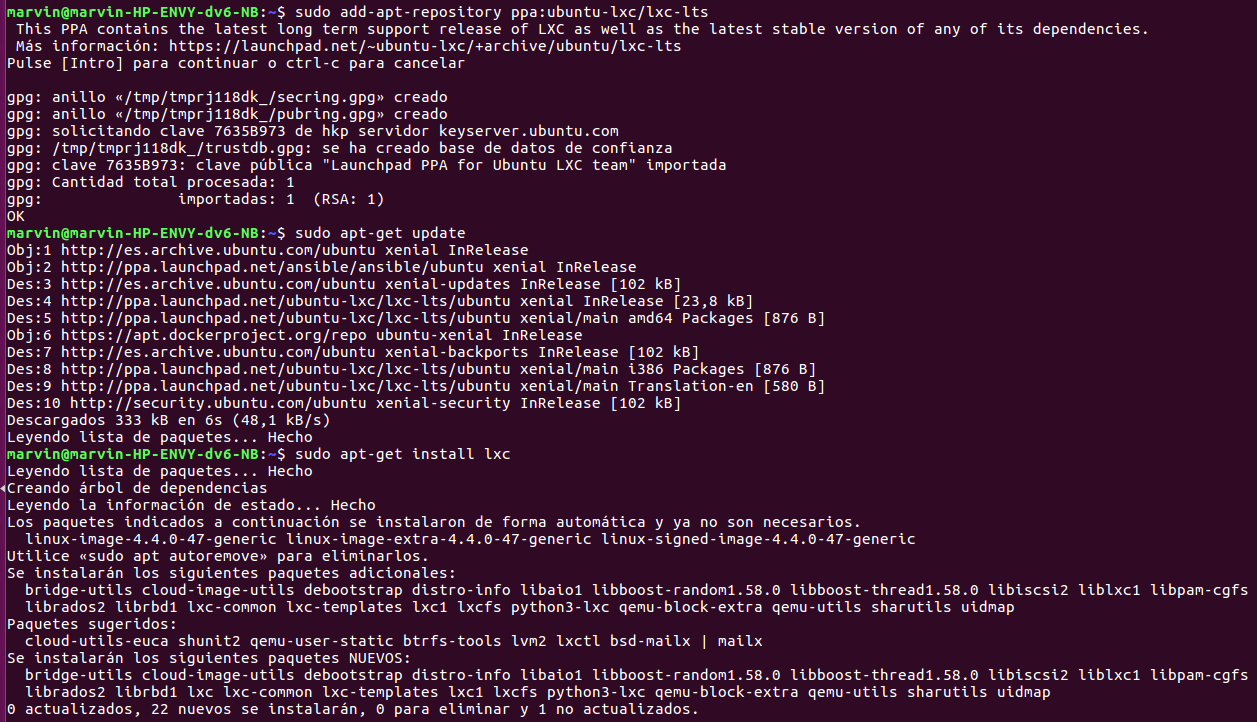 marvin@marvin-HP-ENVY-dv6-NB:~$ sudo add-apt-repository ppa:ubuntu-lxc/lxc-lts
 This PPA contains the latest long term support release of LXC as well as the latest stable version of any of its dependencies.
 Más información: https://launchpad.net/~ubuntu-lxc/+archive/ubuntu/lxc-lts
Pulse [Intro] para continuar o ctrl-c para cancelar

gpg: anillo «/tmp/tmprj118dk_/secring.gpg» creado
gpg: anillo «/tmp/tmprj118dk_/pubring.gpg» creado
gpg: solicitando clave 7635B973 de hkp servidor keyserver.ubuntu.com
gpg: /tmp/tmprj118dk_/trustdb.gpg: se ha creado base de datos de confianza
gpg: clave 7635B973: clave pública "Launchpad PPA for Ubuntu LXC team" importada
gpg: Cantidad total procesada: 1
gpg:               importadas: 1  (RSA: 1)
OK
marvin@marvin-HP-ENVY-dv6-NB:~$ sudo apt-get update
Obj:1 http://es.archive.ubuntu.com/ubuntu xenial InRelease
Obj:2 http://ppa.launchpad.net/ansible/ansible/ubuntu xenial InRelease
Des:3 http://es.archive.ubuntu.com/ubuntu xenial-updates InRelease [102 kB]
Des:4 http://ppa.launchpad.net/ubuntu-lxc/lxc-lts/ubuntu xenial InRelease [23,8 kB]
Des:5 http://ppa.launchpad.net/ubuntu-lxc/lxc-lts/ubuntu xenial/main amd64 Packages [876 B]
Obj:6 https://apt.dockerproject.org/repo ubuntu-xenial InRelease
Des:7 http://es.archive.ubuntu.com/ubuntu xenial-backports InRelease [102 kB]
Des:8 http://ppa.launchpad.net/ubuntu-lxc/lxc-lts/ubuntu xenial/main i386 Packages [876 B]
Des:9 http://ppa.launchpad.net/ubuntu-lxc/lxc-lts/ubuntu xenial/main Translation-en [580 B]
Des:10 http://security.ubuntu.com/ubuntu xenial-security InRelease [102 kB]
Descargados 333 kB en 6s (48,1 kB/s)
Leyendo lista de paquetes... Hecho
marvin@marvin-HP-ENVY-dv6-NB:~$ sudo apt-get install lxc
Leyendo lista de paquetes... Hecho
Creando árbol de dependencias
Leyendo la información de estado... Hecho
Los paquetes indicados a continuación se instalaron de forma automática y ya no son necesarios.
  linux-image-4.4.0-47-generic linux-image-extra-4.4.0-47-generic linux-signed-image-4.4.0-47-generic
Utilice «sudo apt autoremove» para eliminarlos.
Se instalarán los siguientes paquetes adicionales:
  bridge-utils cloud-image-utils debootstrap distro-info libaio1 libboost-random1.58.0 libboost-thread1.58.0 libiscsi2 liblxc1 libpam-cgfs
  librados2 librbd1 lxc-common lxc-templates lxc1 lxcfs python3-lxc qemu-block-extra qemu-utils sharutils uidmap
Paquetes sugeridos:
  cloud-utils-euca shunit2 qemu-user-static btrfs-tools lvm2 lxctl bsd-mailx | mailx
Se instalarán los siguientes paquetes NUEVOS:
  bridge-utils cloud-image-utils debootstrap distro-info libaio1 libboost-random1.58.0 libboost-thread1.58.0 libiscsi2 liblxc1 libpam-cgfs
  librados2 librbd1 lxc lxc-common lxc-templates lxc1 lxcfs python3-lxc qemu-block-extra qemu-utils sharutils uidmap
0 actualizados, 22 nuevos se instalarán, 0 para eliminar y 1 no actualizados.